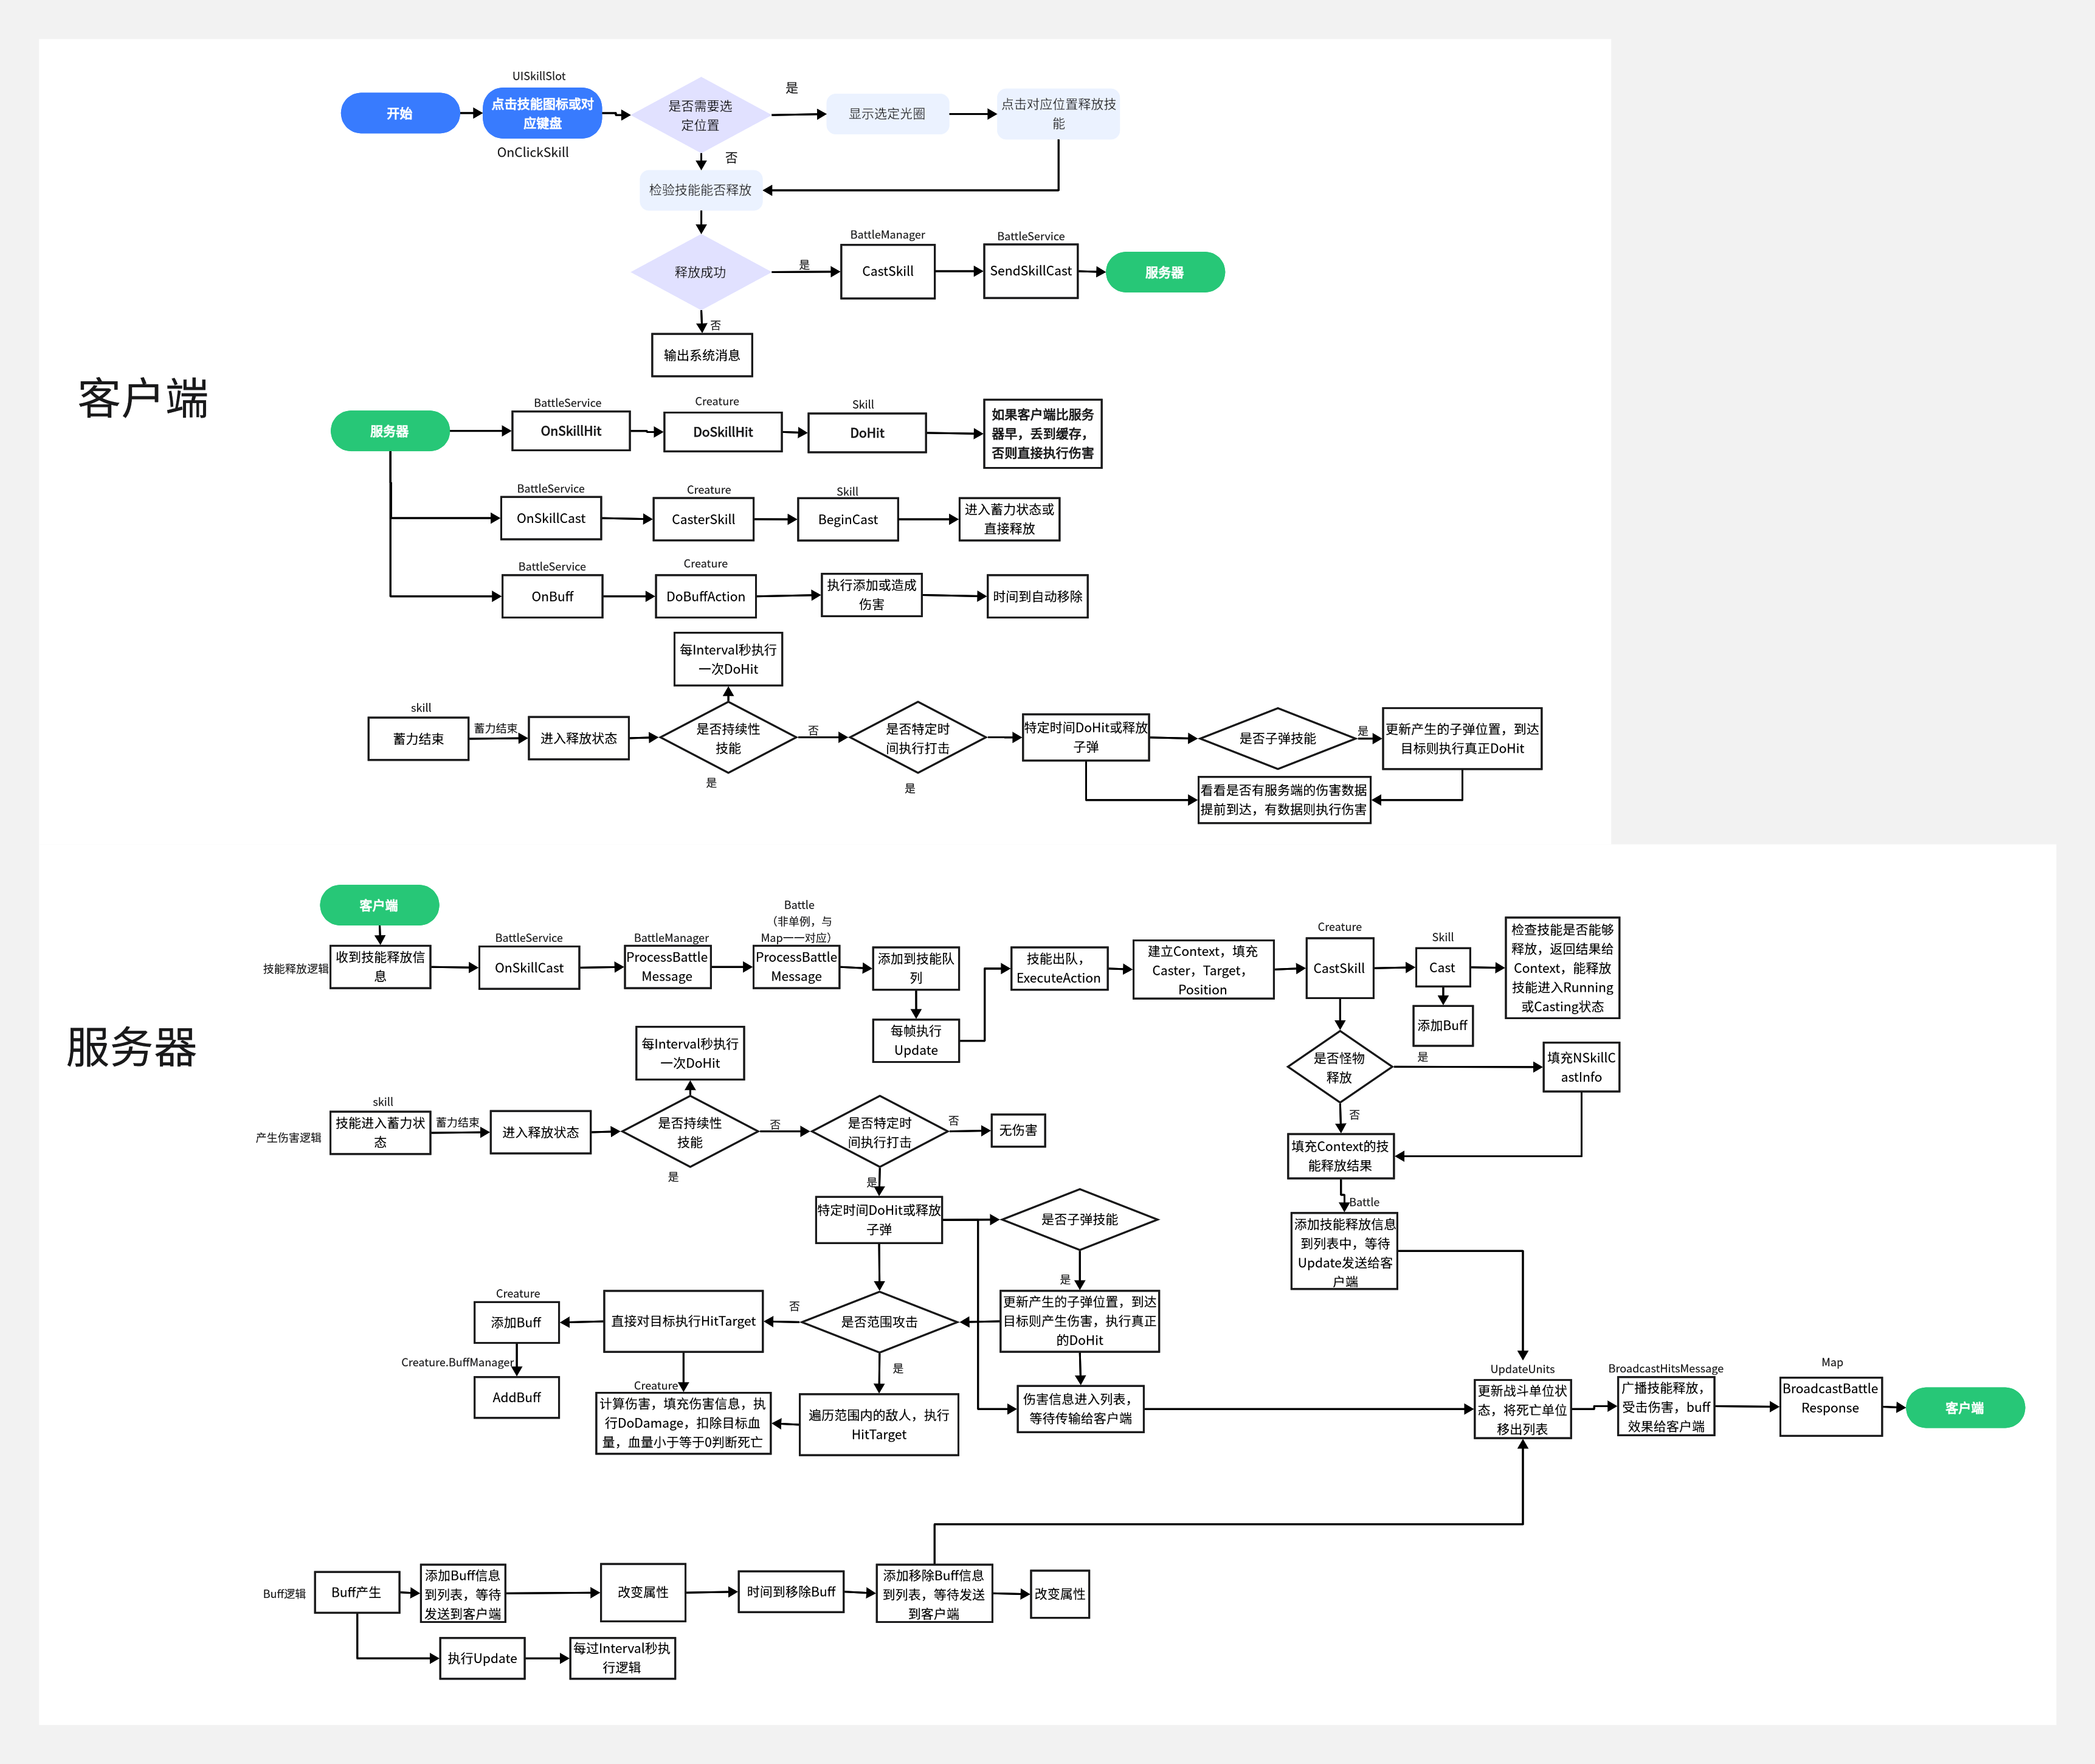 UISkillSlot
开始
点击技能图标或对
应键盘
OnClickSkill
是否需要选
定位置
是
显示选定光圈
点击对应位置释放技
能
否
检验技能能否释放
释放成功
是
BattleManager
CastSkill
BattleService
SendSkillCast
服务器
否
输出系统消息
客户端
服务器
BattleService
OnSkillHit
Creature
DoSkillHit
Skill
DoHit
如果客户端比服务
器早，丢到缓存，
否则直接执行伤害
BattleService
OnSkillCast
Creature
CasterSkill
Skill
BeginCast
进入蓄力状态或
直接释放
BattleService
OnBuff
Creature
DoBuffAction
执行添加或造成
伤害
时间到自动移除
每Interval秒执行
一次DoHit
skill
蓄力结束
蓄力结束
进入释放状态
是否持续性
技能
是
否
是否特定时
间执行打击
是
特定时间DoHit或释放
子弹
是否子弹技能
是
更新产生的子弹位置，到达
目标则执行真正DoHit
看看是否有服务端的伤害数据
提前到达，有数据则执行伤害
服务器
客户端
技能释放逻辑
收到技能释放信
息
BattleService
OnSkillCast
BattleManager
ProcessBattle
Message
Battle
（非单例，与
Map一一对应）
ProcessBattle
Message
添加到技能队
列
每帧执行
Update
技能出队，
ExecuteAction
建立Context，填充
Caster，Target，
Position
Creature
CastSkill
Skill
Cast
检查技能是否能够
释放，返回结果给
Context，能释放
技能进入Running
或Casting状态
添加Buff
是否怪物
释放
是
填充NSkillC
astInfo
否
填充Context的技
能释放结果
Battle
添加技能释放信息
到列表中，等待
Update发送给客
户端
每Interval秒执行
一次DoHit
产生伤害逻辑
skill
技能进入蓄力状
态
蓄力结束
进入释放状态
是否持续性
技能
是
否
是否特定时
间执行打击
否
无伤害
是
特定时间DoHit或释放
子弹
是否子弹技能
是
更新产生的子弹位置，到达
目标则产生伤害，执行真正
的DoHit
是否范围攻击
否
直接对目标执行HitTarget
Creature
添加Buff
Creature.BuffManager
AddBuff
Creature
计算伤害，填充伤害信息，执
行DoDamage，扣除目标血
量，血量小于等于0判断死亡
是
遍历范围内的敌人，执行
HitTarget
伤害信息进入列表，
等待传输给客户端
UpdateUnits
更新战斗单位状
态，将死亡单位
移出列表
BroadcastHitsMessage
广播技能释放，
受击伤害，buff
效果给客户端
Map
BroadcastBattle
Response
客户端
Buff逻辑
Buff产生
添加Buff信息
到列表，等待
发送到客户端
改变属性
时间到移除Buff
添加移除Buff信息
到列表，等待发送
到客户端
改变属性
执行Update
每过Interval秒执
行逻辑